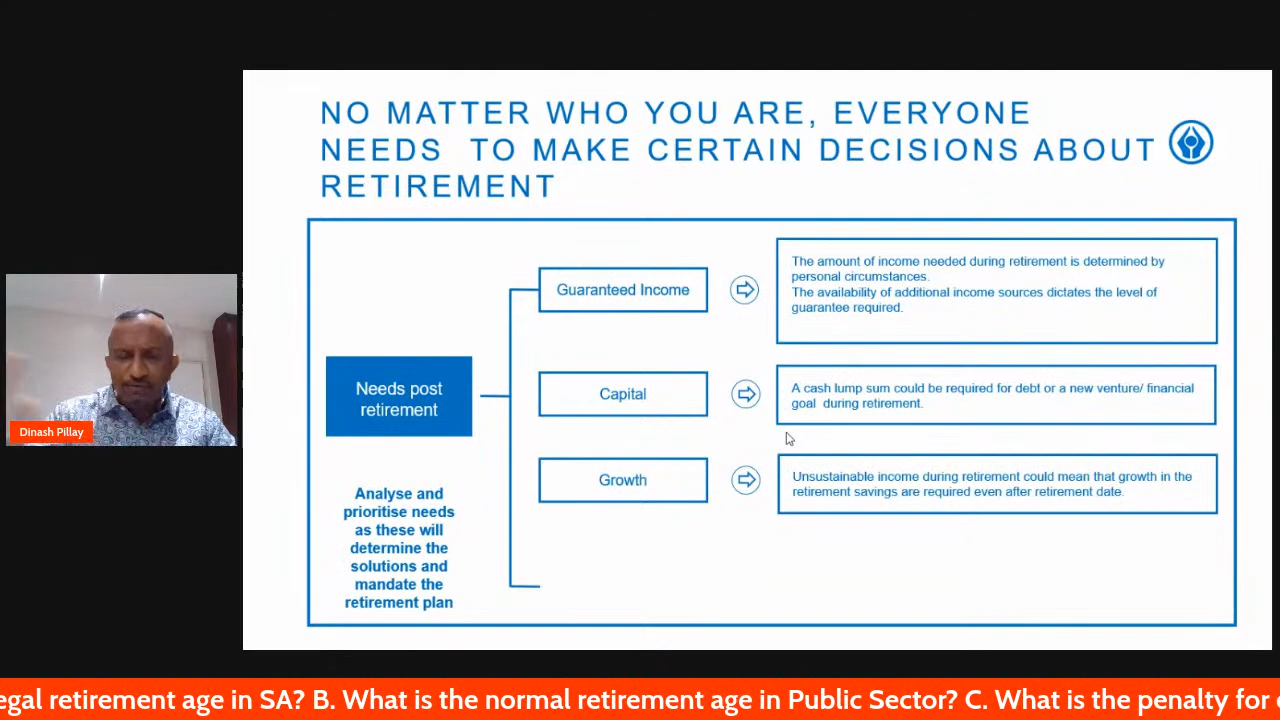 NO MATTER WHO YOU ARE, EVERYONE
NEEDS TO MAKE CERTAIN DECISIONS ABOUT
RETIREMENT
Guaranteed Income
The amount of income needed during retirement is determined by
personal circumstances.
The availability of additional income sources dictates the level of
guarantee required.
Needs post
retirement
Capital
A cash lump sum could be required for debt or a new venture/ financial
goal during retirement.
Growth
Unsustainable income during retirement could mean that growth in the
retirement savings are required even after retirement date.
Analyse and
prioritise needs
as these will
determine the
solutions and
mandate the
retirement plan
Dinash Pillay
retirement age in SA? B. What is the normal retirement age in Public Sector? C. What is the penalty for